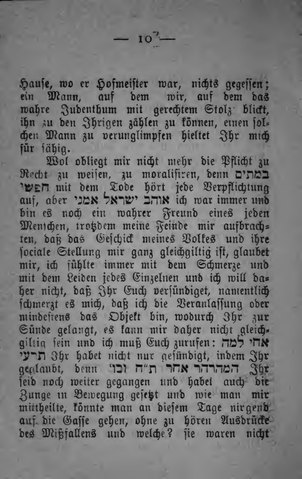 — 10 —
Hause, wo er Hofmeister war, nichts gegessen;
ein Mann, auf dem wir, auf dem das
wahre Judenthum mit gerechtem Stolz blickt,
ihn zu den Ihrigen zählen zu können, einen sol-
chen Mann zu verunglimpfen hieltet Ihr mich
für fähig.
Wol obliegt mir nicht mehr die Pflicht zu
Recht zu weisen, zu moralisiren, denn במתים
חפשי mit dem Tode hört jede Verpflichtung
auf, aber אוהב ישראל אמני ich war immer und
bin es noch ein wahrer Freund eines jeden
Menschen, trotzdem meine Feinde mir aufbrach-
ten, daß das Geschick meines Volkes und ihre
sociale Stellung mir ganz gleichgiltig ist, glaubet
mir, ich fühlte immer mit dem Schmerze und
mit dem Leiden jedes Einzelnen und ich will da-
her nicht, daß Ihr Euch versündiget, namentlich
schmerzt es mich, daß ich die Veranlassung oder
mindestens das Objekt bin, wodurch Ihr zur
Sünde gelangt, es kann mir daher nicht gleich-
giltig sein und ich muß Euch zurufen: אחי למה
תרעי Ihr habet nicht nur gesündigt, indem Ihr
geglaubt, denn המהרהר אחר ת״ח וכו׳ Ihr
seid noch weiter gegangen und habet auch die
Zunge in Bewegung gesetzt und wie man mir
mittheilte, könnte man an diesem Tage nirgend
auf die Gasse gehen, ohne zu hören Ausbrücke
des Mißfallens und welche? sie waren nicht